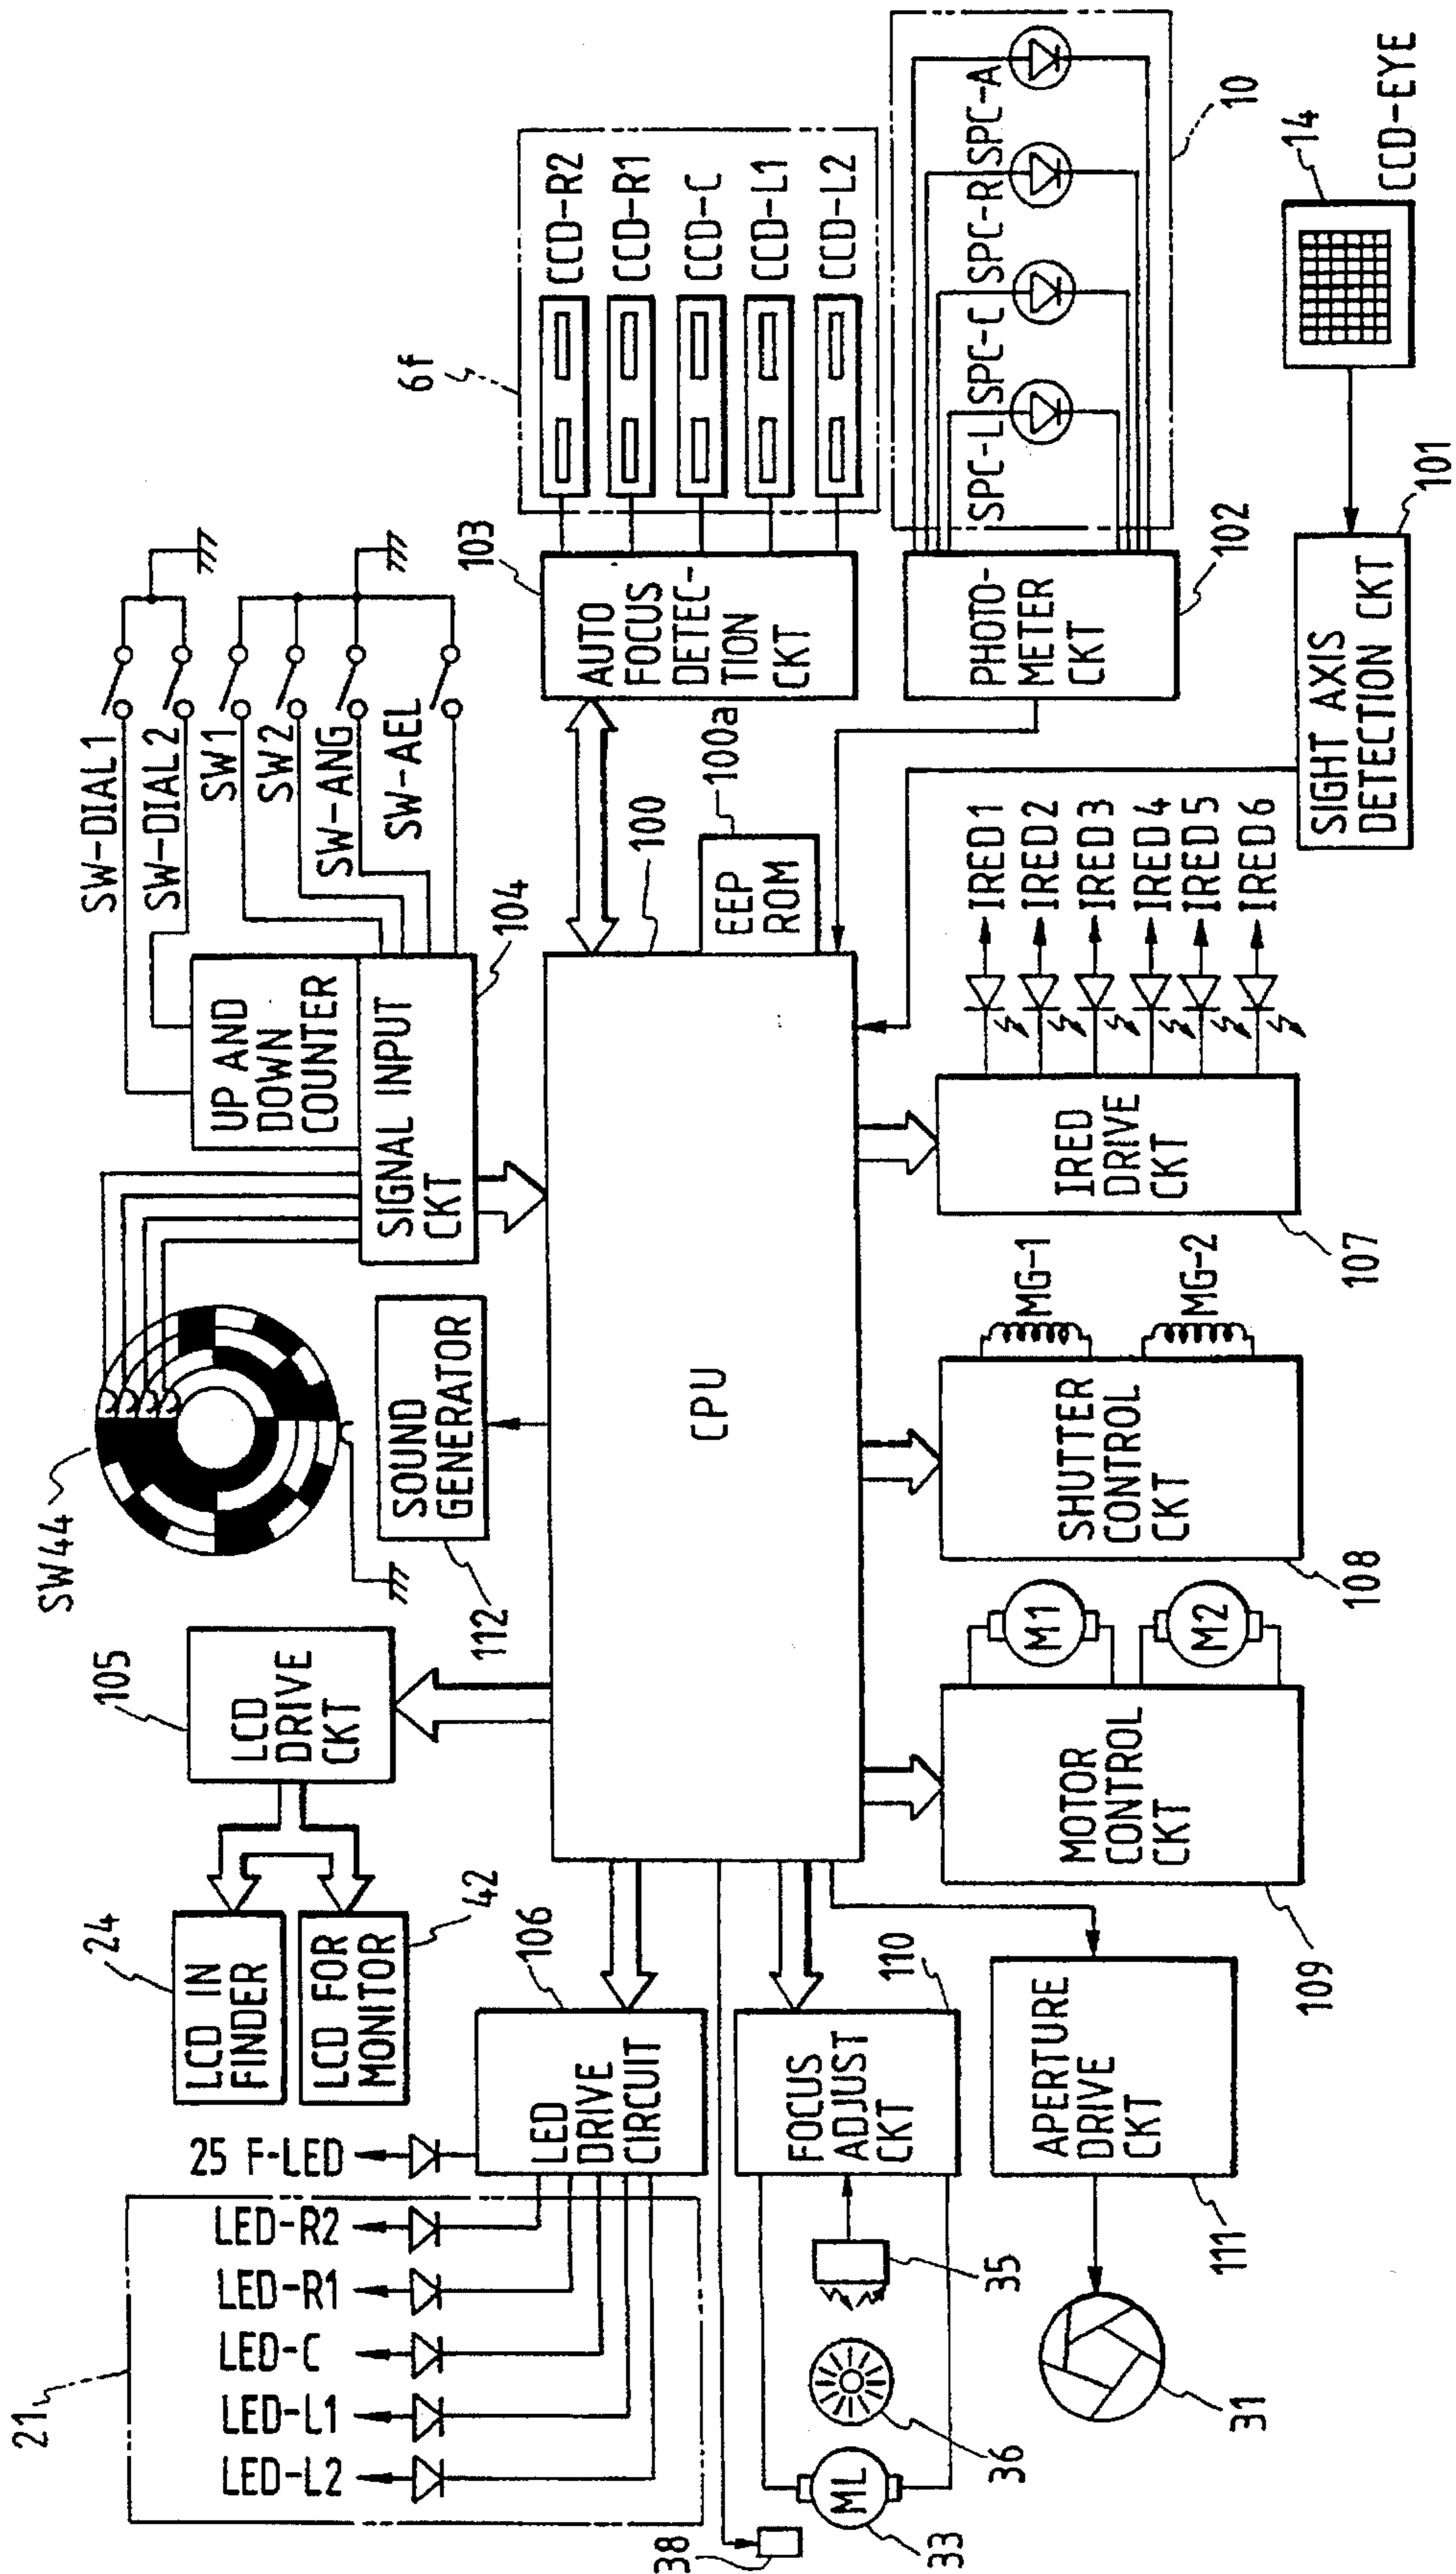 SW44
SW-DIAL1
SW-DIAL2
SW1
SW2
SW-ANG
SW-AEL
UP AND
DOWN
COUNTER
SIGNAL INPUT
CKT
104
105
LCD
DRIVE
CKT
24
LCD IN
FINDER
LCD FOR
MONITOR
42
SOUND
GENERATOR
112
21
LED-L2
LED-L1
LED-C
LED-R1
LED-R2
25 F-LED
LED
DRIVE
CIRCUIT
106
CPU
100
EEP
ROM
100a
103
AUTO
FOCUS
DETEC-
TION
CKT
6f
CCD-R2
CCD-R1
CCD-C
CCD-L1
CCD-L2
38
ML
33
36
35
FOCUS
ADJUST
CKT
110
PHOTO-
METER
CKT
102
SPC-L
SPC-C
SPC-R
SPC-A
10
31
APERTURE
DRIVE
CKT
111
MOTOR
CONTROL
CKT
109
M1
M2
SHUTTER
CONTROL
CKT
108
MG-1
MG-2
IRED
DRIVE
CKT
107
IRED1
IRED2
IRED3
IRED4
IRED5
IRED6
SIGHT AXIS
DETECTION CKT
101
14
CCD-EYE